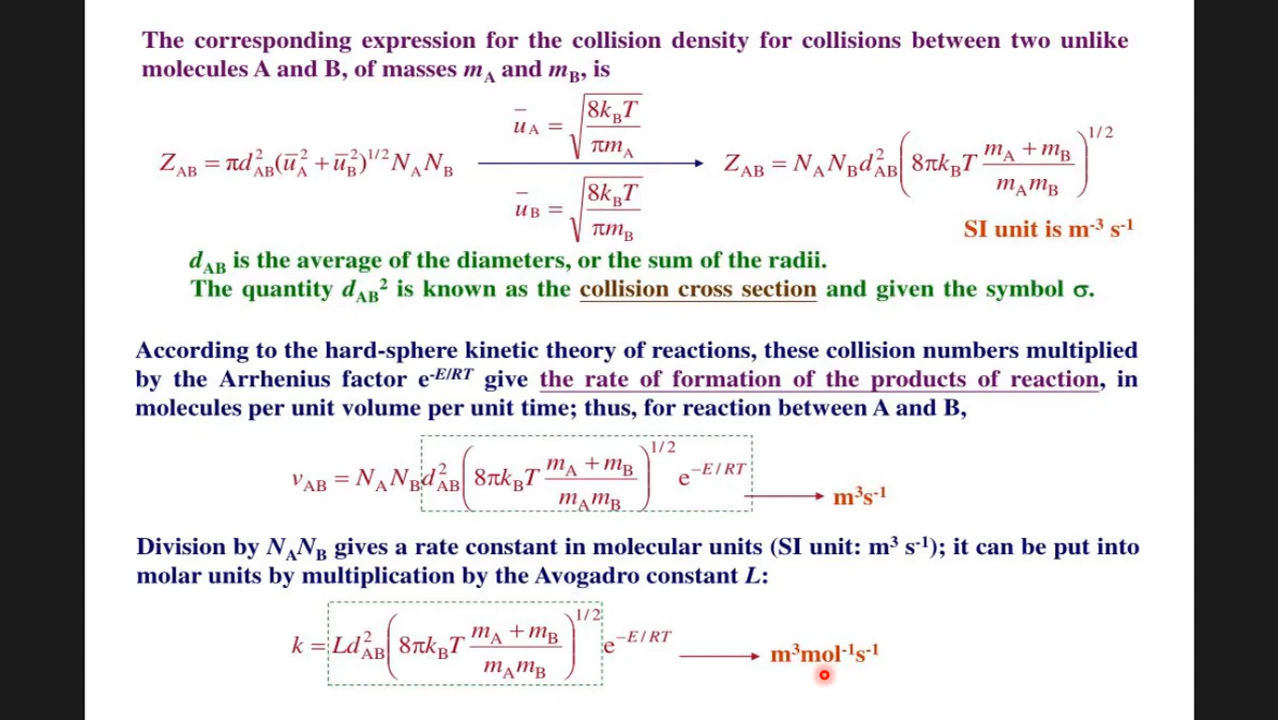 The corresponding expression for the collision density for collisions between two unlike
molecules A and B, of masses m_A and m_B, is
Z_AB = πd²_AB(ū²_A + ū²_B)^1/2 N_A N_B
ū_A = √(8k_BT / πm_A)
ū_B = √(8k_BT / πm_B)
Z_AB = N_A N_B d²_AB (8πk_BT (m_A + m_B) / (m_A m_B))^1/2
SI unit is m⁻³ s⁻¹
d_AB is the average of the diameters, or the sum of the radii.
The quantity d_AB² is known as the collision cross section and given the symbol σ.
According to the hard-sphere kinetic theory of reactions, these collision numbers multiplied
by the Arrhenius factor e^-E/RT give the rate of formation of the products of reaction, in
molecules per unit volume per unit time; thus, for reaction between A and B,
v_AB = N_A N_B d²_AB (8πk_BT (m_A + m_B) / (m_A m_B))^1/2 e^−E/RT
m³s⁻¹
Division by N_A N_B gives a rate constant in molecular units (SI unit: m³ s⁻¹); it can be put into
molar units by multiplication by the Avogadro constant L:
k = Ld²_AB (8πk_BT (m_A + m_B) / (m_A m_B))^1/2 e^−E/RT
m³mol⁻¹s⁻¹